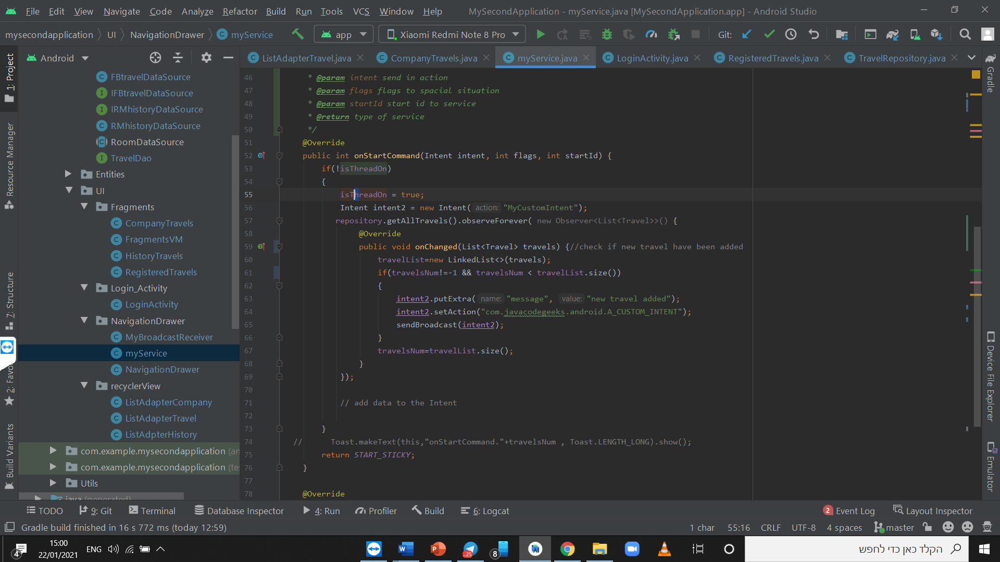 File Edit View Navigate Code Analyze Refactor Build Run Tools VCS Window Help MySecondApplication - myService.java [MySecondApplication.app] - Android Studio
mysecondapplication UI NavigationDrawer myService app Xiaomi Redmi Note 8 Pro Git:
Android
ListAdapterTravel.java CompanyTravels.java myService.java LoginActivity.java RegisteredTravels.java TravelRepository.java
1: Project
Resource Manager
7: Structure
2: Favo
Build Variants
FBtravelDataSource
IFBtravelDataSource
IRMhistoryDataSource
RMhistoryDataSource
RoomDataSource
TravelDao
Entities
UI
Fragments
CompanyTravels
FragmentsVM
HistoryTravels
RegisteredTravels
Login_Activity
LoginActivity
NavigationDrawer
MyBroadcastReceiver
myService
NavigationDrawer
recyclerView
ListAdapterCompany
ListAdapterTravel
ListAdpterHistory
com.example.mysecondapplication (an
com.example.mysecondapplication (te
Utils
java (generated)
46 * @param intent send in action
47 * @param flags flags to spacial situation
48 * @param startId start id to service
49 * @return type of service
50 */
51 @Override
52 public int onStartCommand(Intent intent, int flags, int startId) {
53 if(!isThreadOn)
54 {
55 isThreadOn = true;
56 Intent intent2 = new Intent( action: "MyCustomIntent");
57 repository.getAllTravels().observeForever( new Observer<List<Travel>>() {
58 @Override
59 public void onChanged(List<Travel> travels) {//check if new travel have been added
60 travelList=new LinkedList<>(travels);
61 if(travelsNum!=-1 && travelsNum < travelList.size())
62 {
63 intent2.putExtra( name: "message", value: "new travel added");
64 intent2.setAction("com.javacodegeeks.android.A_CUSTOM_INTENT");
65 sendBroadcast(intent2);
66 }
67 travelsNum=travelList.size();
68 }
69 });
70
71 // add data to the Intent
72
73 }
74 // Toast.makeText(this,"onStartCommand."+travelsNum , Toast.LENGTH_LONG).show();
75 return START_STICKY;
76 }
77
78 @Override
Gradle
Device File Explorer
Emulator
TODO 9: Git Terminal Database Inspector 4: Run Profiler Build 6: Logcat 2 Event Log Layout Inspector
Gradle build finished in 16 s 772 ms (today 12:59) 1 char 55:16 CRLF UTF-8 4 spaces master
4 15:00 ENG ..25 8 הקלד כאן כדי לחפש
22/01/2021